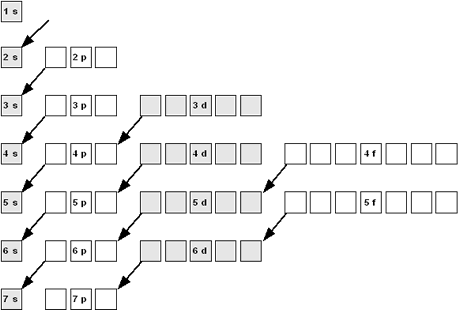 1 s
2 s 2 p
3 s 3 p 3 d
4 s 4 p 4 d 4 f
5 s 5 p 5 d 5 f
6 s 6 p 6 d
7 s 7 p